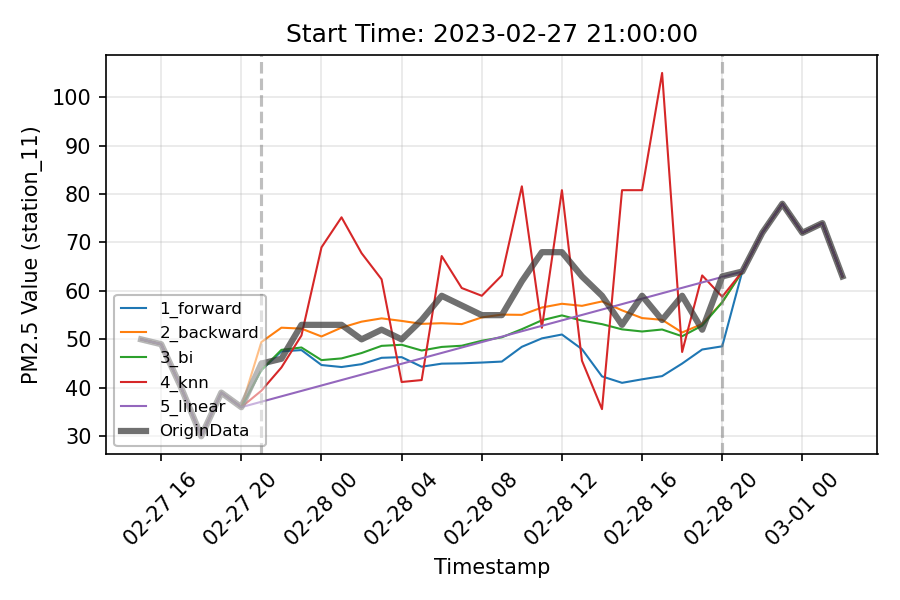 Start Time: 2023-02-27 21:00:00
PM2.5 Value (station_11)
100
90
80
70
60
50
40
30
1_forward
2_backward
3_bi
4_knn
5_linear
OriginData
02-27 16
02-27 20
02-28 00
02-28 04
02-28 08
02-28 12
02-28 16
02-28 20
03-01 00
Timestamp